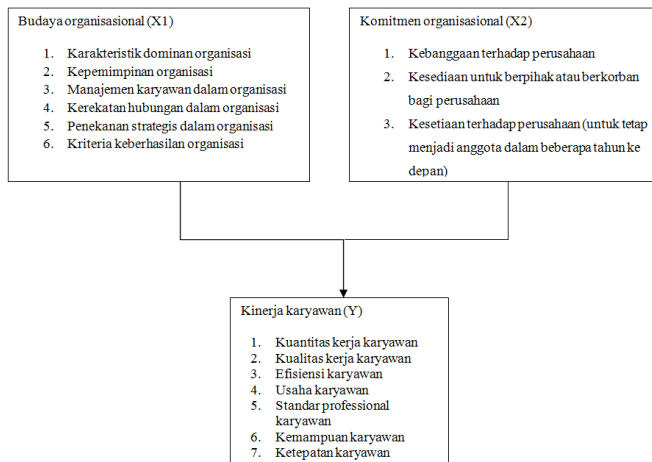 Budaya organisasional (X1)
1. Karakteristik dominan organisasi
2. Kepemimpinan organisasi
3. Manajemen karyawan dalam organisasi
4. Kerekatan hubungan dalam organisasi
5. Penekanan strategis dalam organisasi
6. Kriteria keberhasilan organisasi
Komitmen organisasional (X2)
1. Kebanggaan terhadap perusahaan
2. Kesediaan untuk berpihak atau berkorban
bagi perusahaan
3. Kesetiaan terhadap perusahaan (untuk tetap
menjadi anggota dalam beberapa tahun ke
depan)
Kinerja karyawan (Y)
1. Kuantitas kerja karyawan
2. Kualitas kerja karyawan
3. Efisiensi karyawan
4. Usaha karyawan
5. Standar professional
karyawan
6. Kemampuan karyawan
7. Ketepatan karyawan